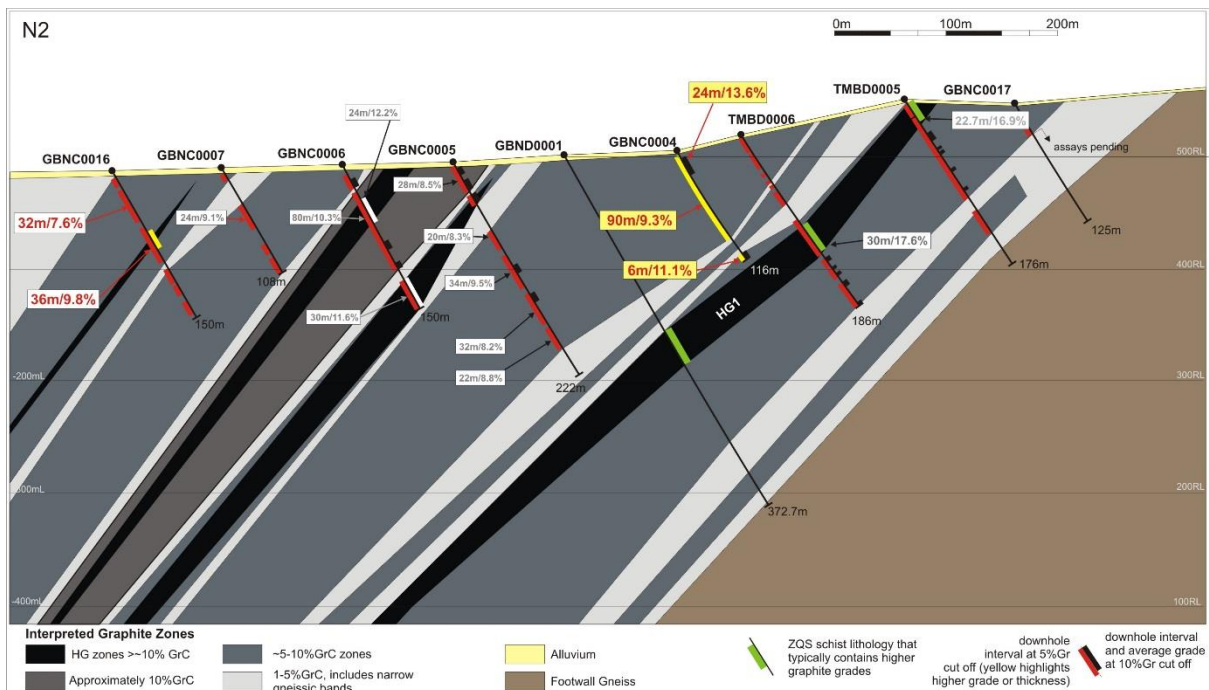 N2
0m 100m 200m
TMBD0005
GBNC0017
24m/13.6%
22.7m/16.9%
24m/12.2%
TMBD0006
assays pending
GBNC0016
GBNC0007
GBNC0006
GBNC0005
GBND0001
GBNC0004
500RL
28m/8.5%
32m/7.6%
24m/9.1%
80m/10.3%
90m/9.3%
125m
20m/8.3%
30m/17.6%
6m/11.1%
116m
176m
400RL
108m
34m/9.5%
36m/9.8%
HG1
150m
30m/11.6%
150m
186m
32m/8.2%
22m/8.8%
222m
-200mL
300RL
-300mL
200RL
372.7m
-400mL
100RL
Interpreted Graphite Zones
HG zones >~10% GrC
~5-10%GrC zones
Alluvium
ZQS schist lithology that
typically contains higher
graphite grades
downhole
interval at 5%Gr
cut off (yellow highlights
higher grade or thickness)
downhole interval
and average grade
at 10%Gr cut off
Approximately 10%GrC
1-5%GrC, includes narrow
gneissic bands
Footwall Gneiss